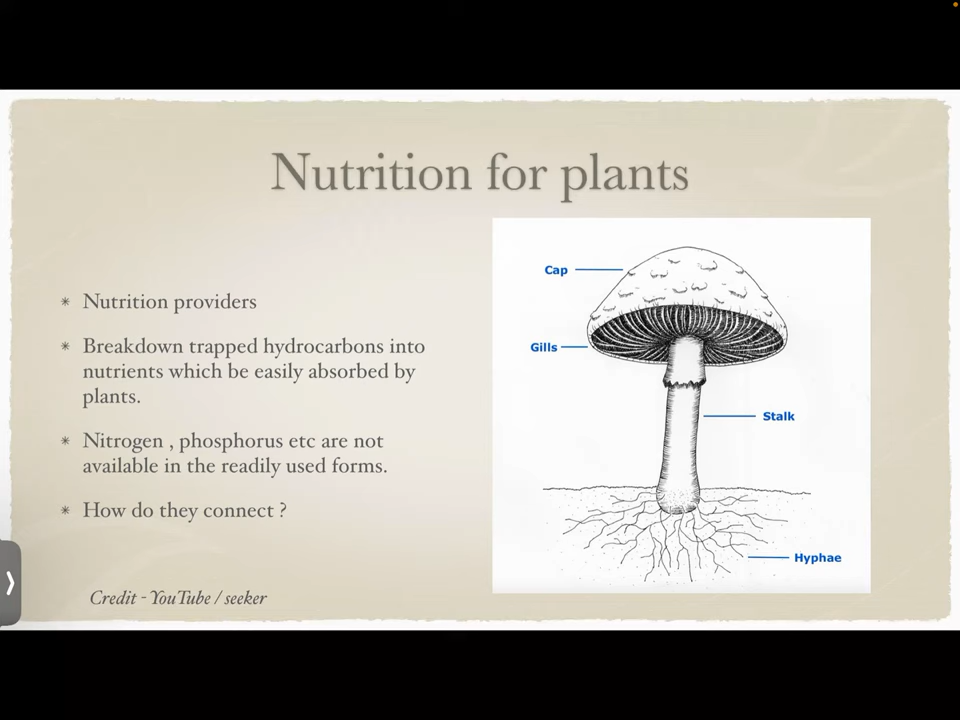 Nutrition for plants
* Nutrition providers
* Breakdown trapped hydrocarbons into
nutrients which be easily absorbed by
plants.
* Nitrogen , phosphorus etc are not
available in the readily used forms.
* How do they connect ?
Credit - YouTube / seeker
Cap
Gills
Stalk
Hyphae